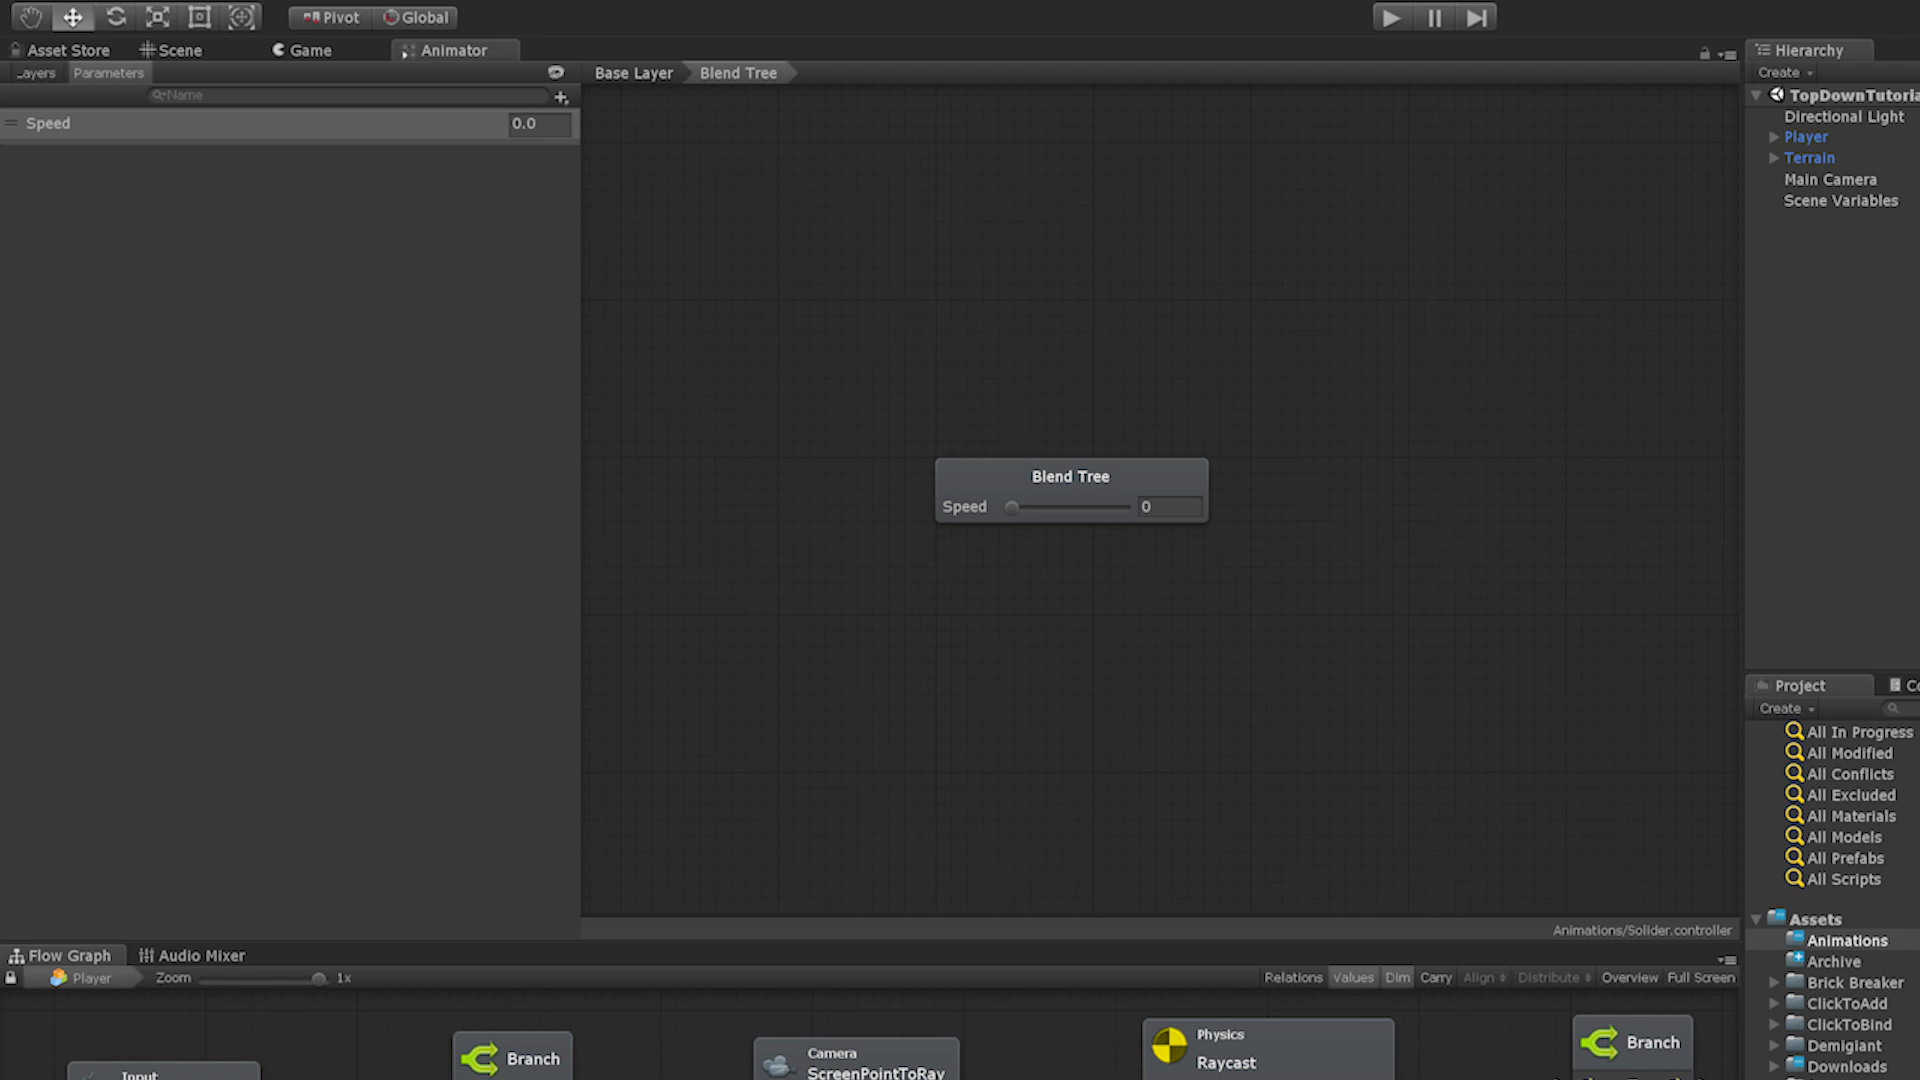 Pivot Global
Asset Store Scene Game Animator
Layers Parameters
Name
Speed 0.0
Base Layer Blend Tree
Blend Tree
Speed 0
Animations/Solider.controller
Hierarchy
Create
TopDownTutoria
Directional Light
Player
Terrain
Main Camera
Scene Variables
Project Co
Create
All In Progress
All Modified
All Conflicts
All Excluded
All Materials
All Models
All Prefabs
All Scripts
Assets
Animations
Archive
Brick Breaker
ClickToAdd
ClickToBind
Demigiant
Downloads
Flow Graph Audio Mixer
Player Zoom 1x Relations Values Dim Carry Align Distribute Overview Full Screen
Input
Branch
Camera
ScreenPointToRay
Physics
Raycast
Branch